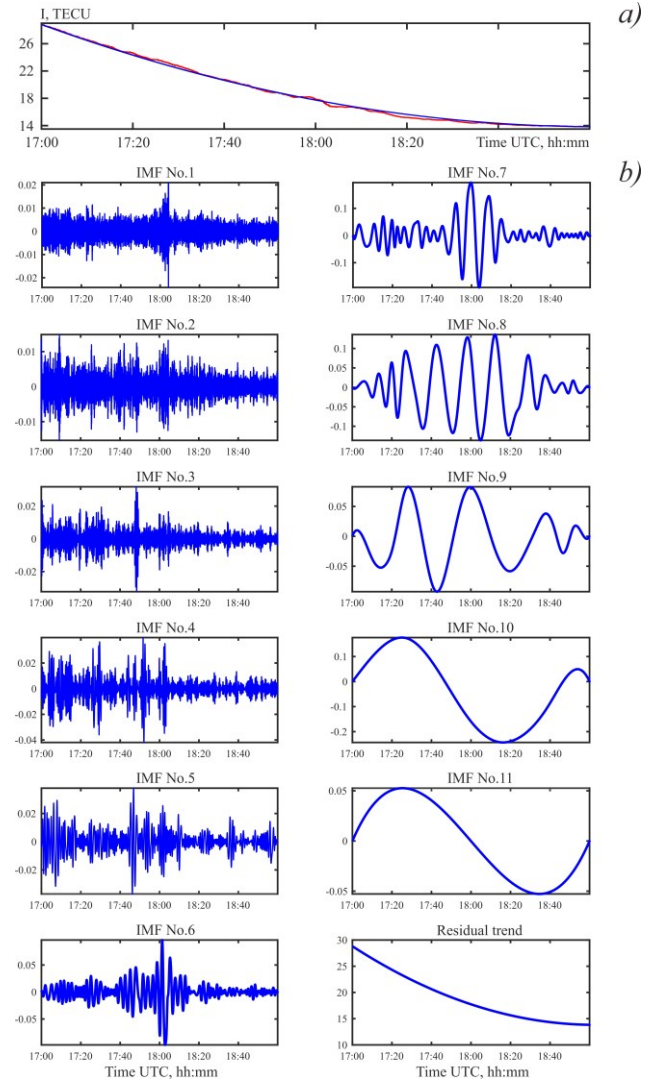 I, TECU
a)
26
22
18
14
17:00 17:20 17:40 18:00 18:20 Time UTC, hh:mm
b)
IMF No.1
0.02
0.01
0
-0.01
-0.02
17:00 17:20 17:40 18:00 18:20 18:40
IMF No.7
0.1
0
-0.1
17:00 17:20 17:40 18:00 18:20 18:40
IMF No.2
0.01
0
-0.01
17:00 17:20 17:40 18:00 18:20 18:40
IMF No.8
0.1
0.05
0
-0.05
-0.1
17:00 17:20 17:40 18:00 18:20 18:40
IMF No.3
0.02
0
-0.02
17:00 17:20 17:40 18:00 18:20 18:40
IMF No.9
0.05
0
-0.05
17:00 17:20 17:40 18:00 18:20 18:40
IMF No.4
0.02
0
-0.02
-0.04
17:00 17:20 17:40 18:00 18:20 18:40
IMF No.10
0.1
0
-0.1
-0.2
17:00 17:20 17:40 18:00 18:20 18:40
IMF No.5
0.02
0
-0.02
17:00 17:20 17:40 18:00 18:20 18:40
IMF No.11
0.05
0
-0.05
17:00 17:20 17:40 18:00 18:20 18:40
IMF No.6
0.05
0
-0.05
17:00 17:20 17:40 18:00 18:20 18:40
Time UTC, hh:mm
Residual trend
30
25
20
15
10
17:00 17:20 17:40 18:00 18:20 18:40
Time UTC, hh:mm